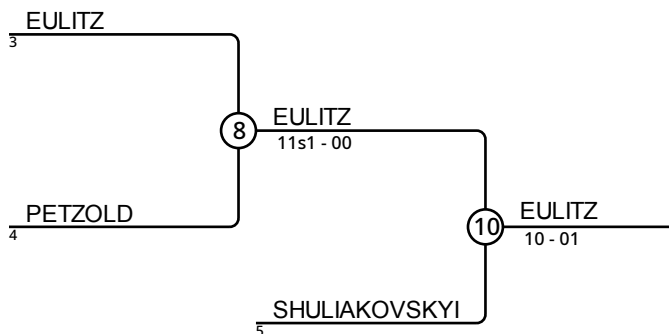 EULITZ
3
8
EULITZ
11s1 - 00
PETZOLD
4
10
EULITZ
10 - 01
SHULIAKOVSKYI
5